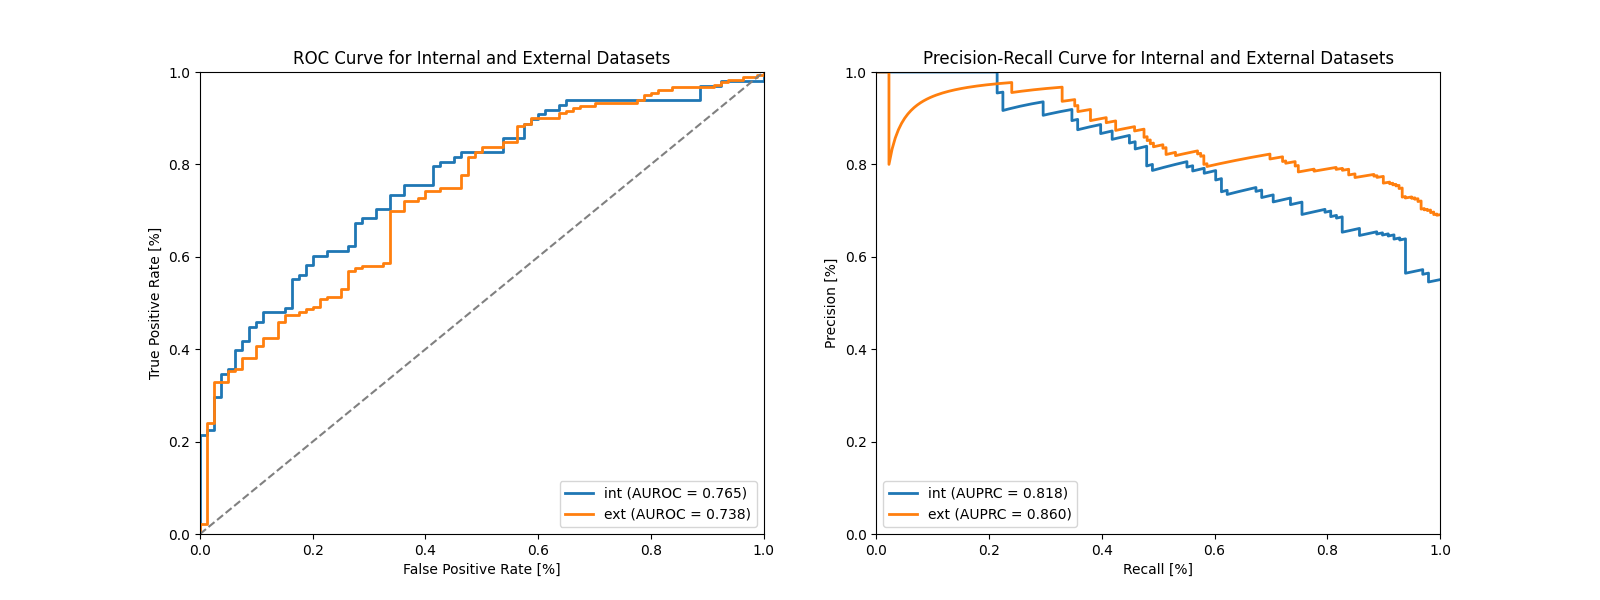 ROC Curve for Internal and External Datasets
True Positive Rate [%]
1.0
0.8
0.6
0.4
0.2
0.0
int (AUROC = 0.765)
ext (AUROC = 0.738)
0.0 0.2 0.4 0.6 0.8 1.0
False Positive Rate [%]
Precision-Recall Curve for Internal and External Datasets
Precision [%]
1.0
0.8
0.6
0.4
0.2
0.0
int (AUPRC = 0.818)
ext (AUPRC = 0.860)
0.0 0.2 0.4 0.6 0.8 1.0
Recall [%]